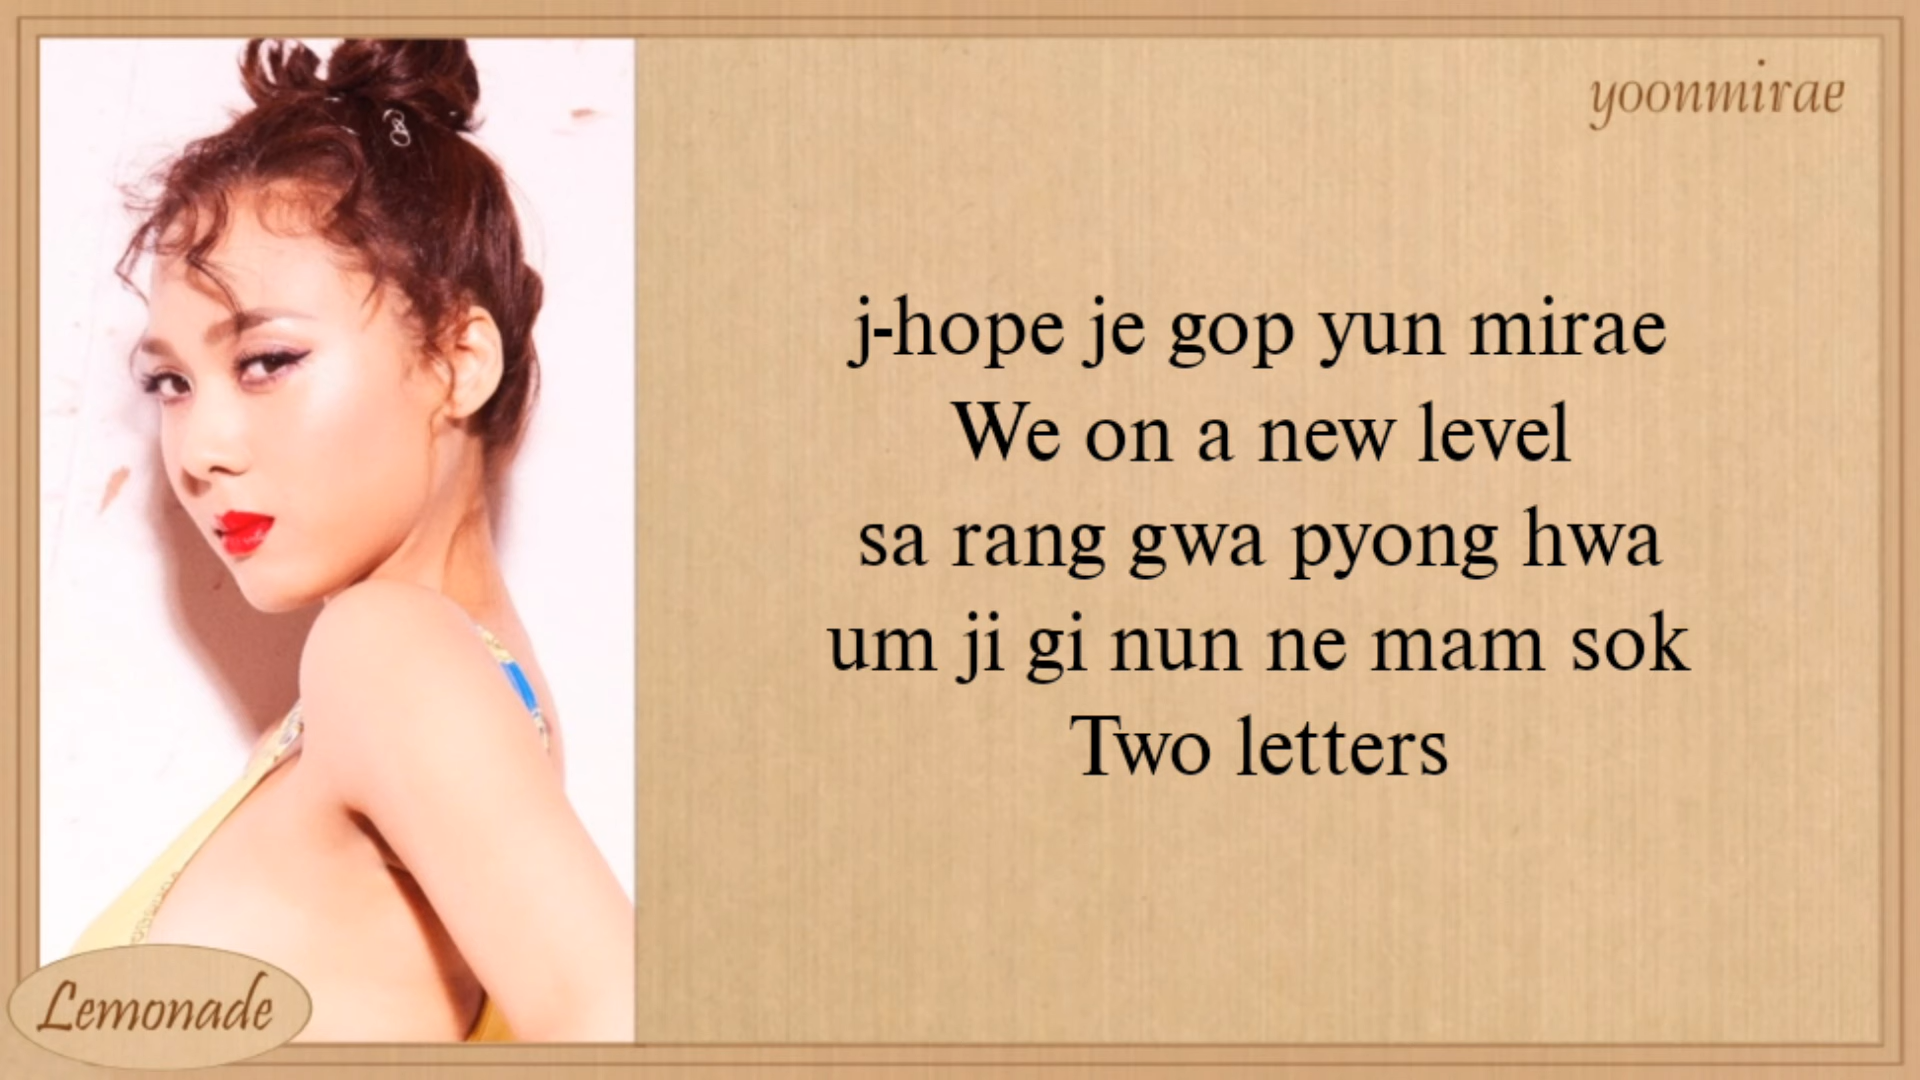 yoonmirae
j-hope je gop yun mirae
We on a new level
sa rang gwa pyong hwa
um ji gi nun ne mam sok
Two letters
Lemonade